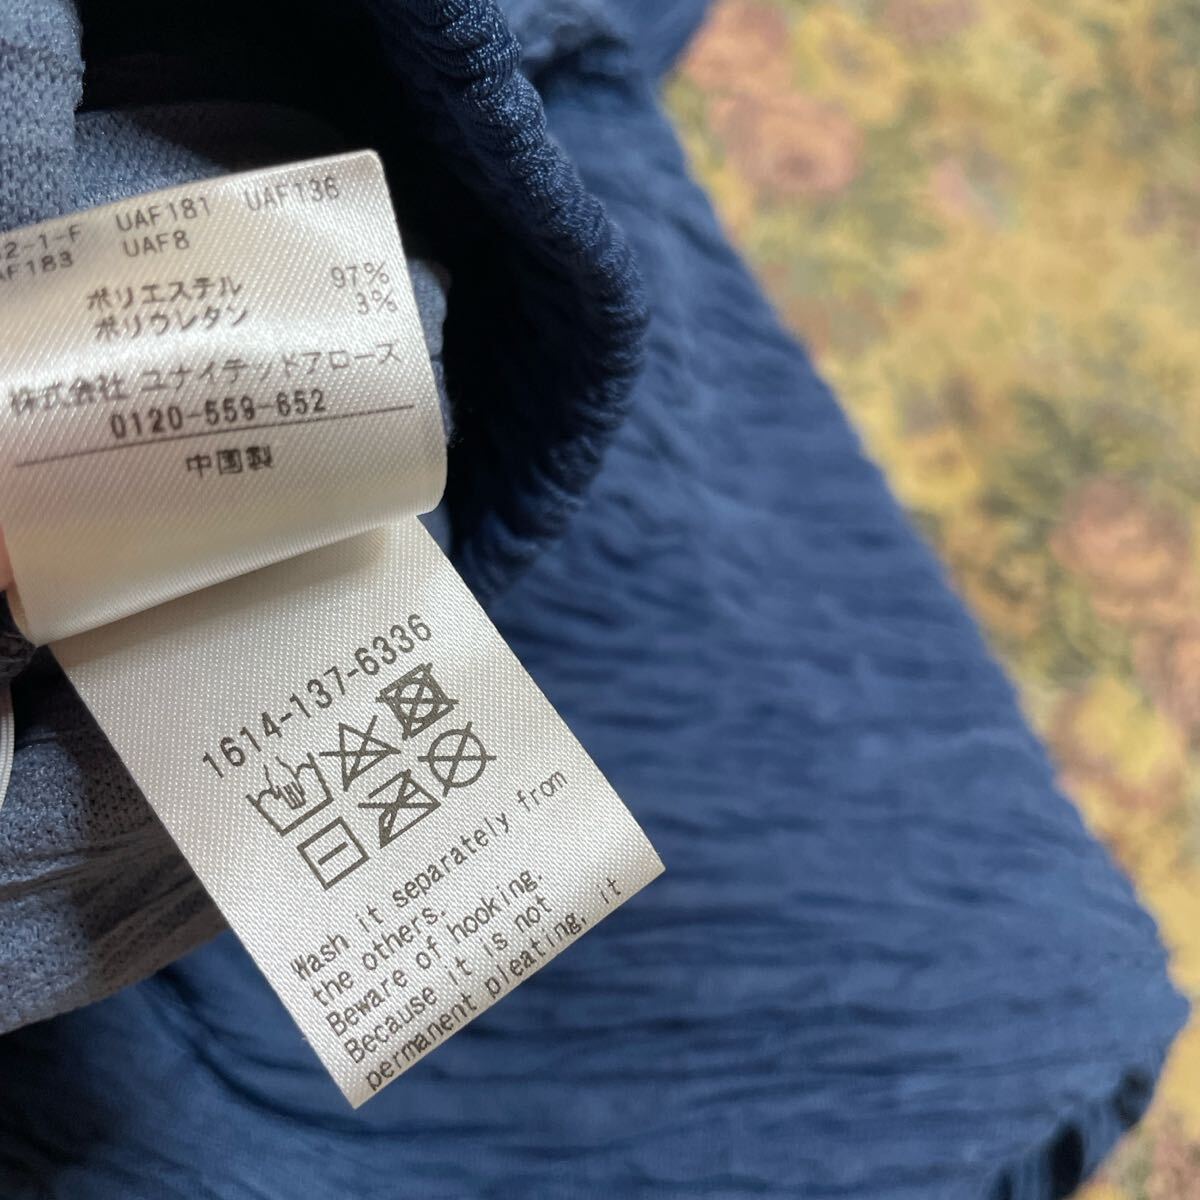 UAF181 UAF136
2-1-F UAF8
AF183
ポリエステル 97%
ポリウレタン 3%
株式会社 ユナイテッドアローズ
0120-559-652
中国製
1614-137-6336
Wash it separately from
the others.
Beware of hooking.
Because it is not
permanent pleating, it